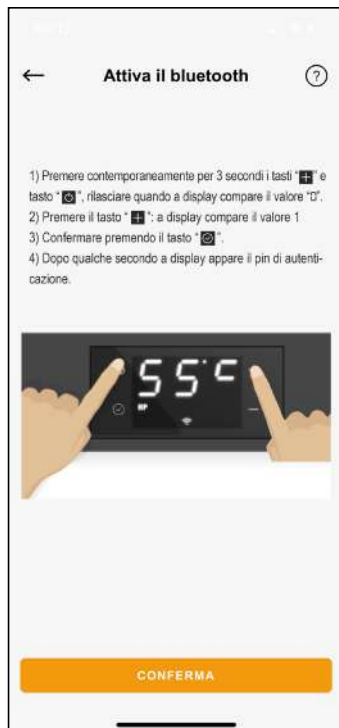 Attiva il bluetooth
?
1) Premere contemporaneamente per 3 secondi i tasti “+” e
tasto “”, rilasciare quando a display compare il valore “0”.
2) Premere il tasto “+”: a display compare il valore 1
3) Confermare premendo il tasto “”.
4) Dopo qualche secondo a display appare il pin di autenti-
cazione.
55°C
HP
CONFERMA